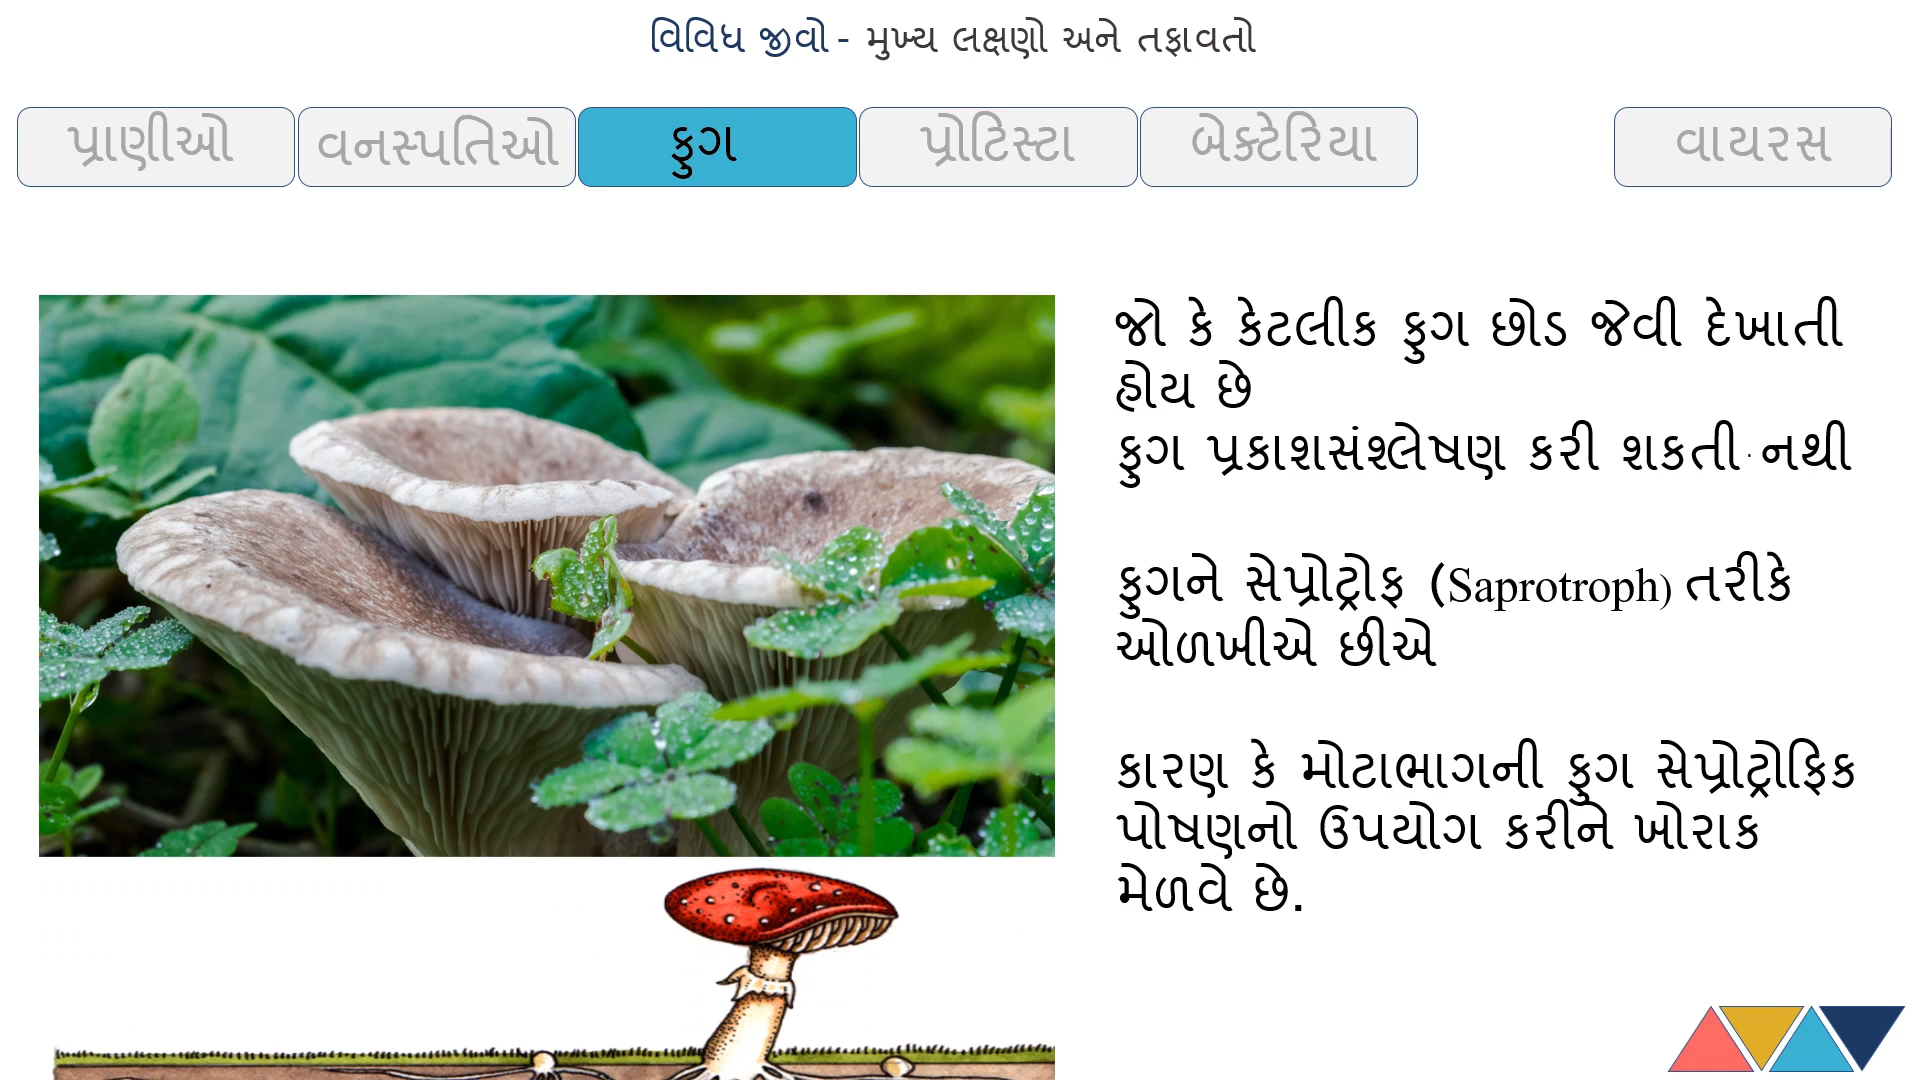 વિવિધ જીવો - મુખ્ય લક્ષણો અને તફાવતો
પ્રાણીઓ
વનસ્પતિઓ
ફુગ
પ્રોટિસ્ટા
બેક્ટેરિયા
વાયરસ
જો કે કેટલીક ફુગ છોડ જેવી દેખાતી
હોય છે
ફુગ પ્રકાશસંશ્લેષણ કરી શકતી નથી
ફુગને સેપ્રોટ્રોફ (Saprotroph) તરીકે
ઓળખીએ છીએ
કારણ કે મોટાભાગની ફુગ સેપ્રોટ્રોફિક
પોષણનો ઉપયોગ કરીને ખોરાક
મેળવે છે.